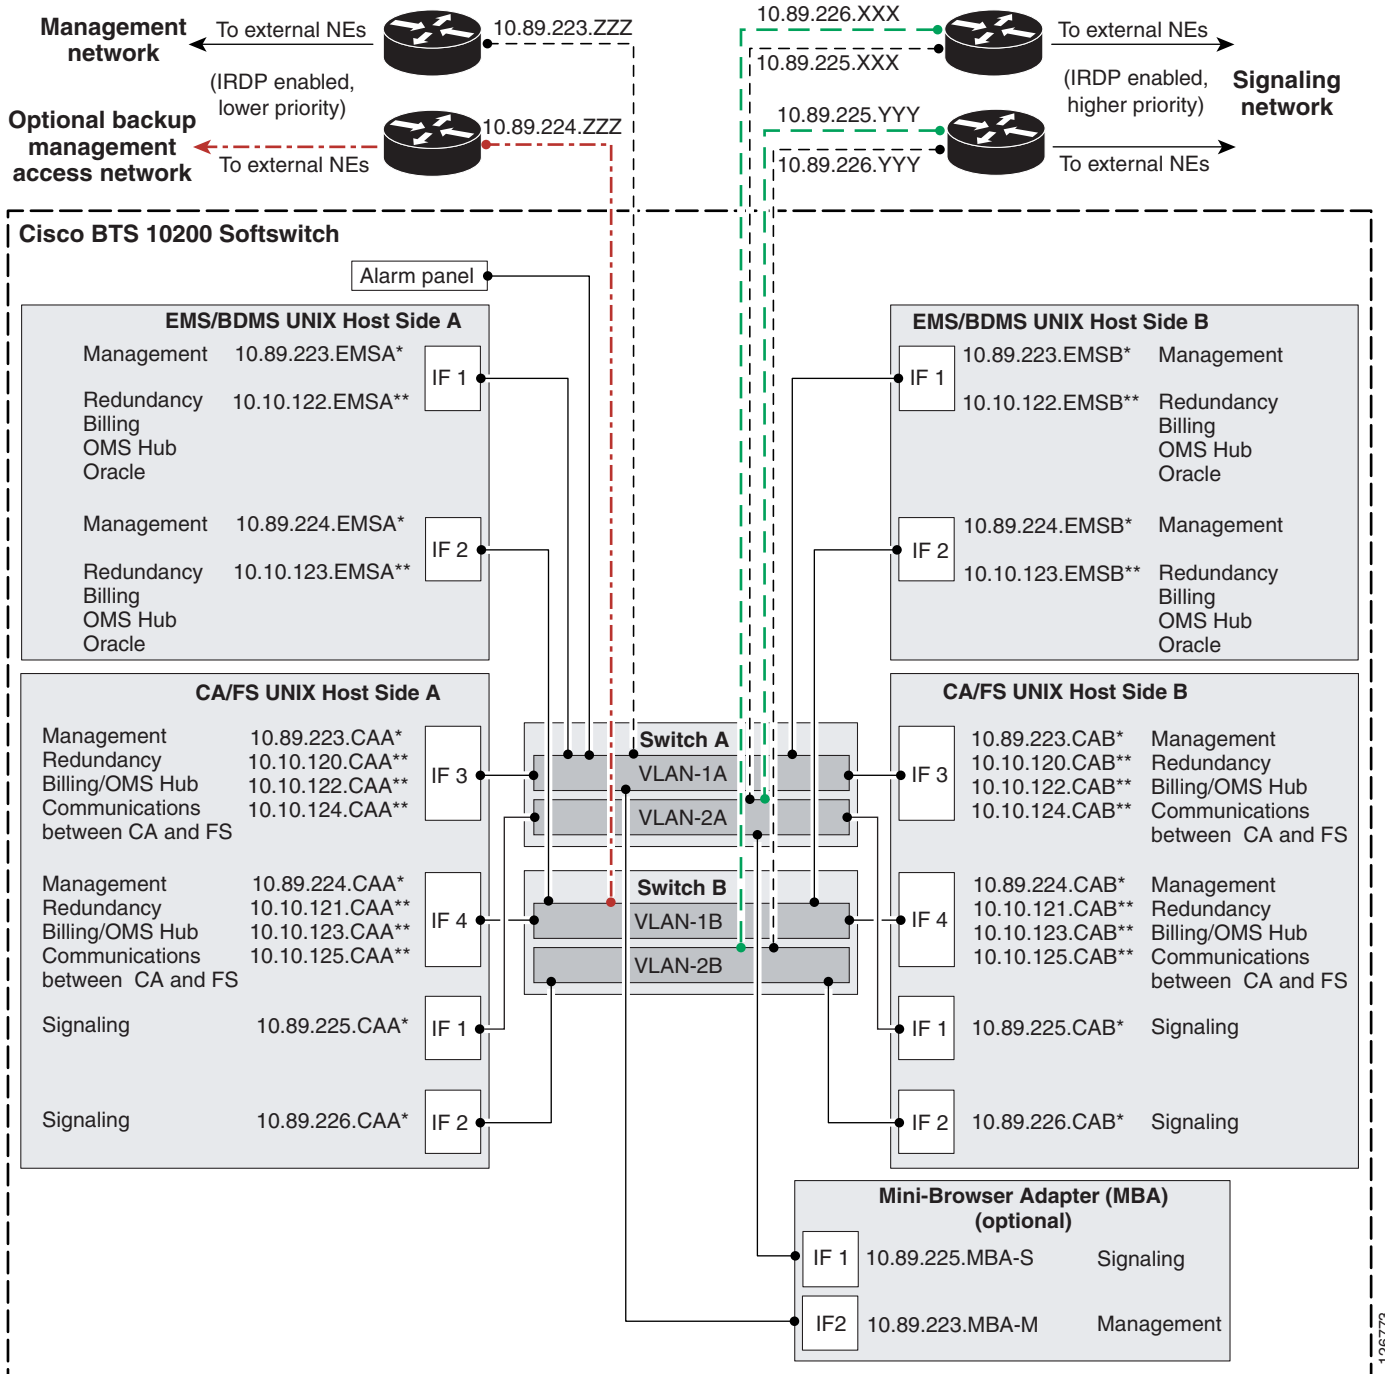 Management
network
To external NEs
(IRDP enabled,
lower priority)
10.89.223.ZZZ
Optional backup
management
access network
To external NEs
10.89.224.ZZZ
10.89.226.XXX
10.89.225.XXX
To external NEs
(IRDP enabled,
higher priority)
Signaling
network
10.89.225.YYY
10.89.226.YYY
To external NEs
Cisco BTS 10200 Softswitch
Alarm panel
EMS/BDMS UNIX Host Side A
Management 10.89.223.EMSA*
IF 1
Redundancy 10.10.122.EMSA**
Billing
OMS Hub
Oracle
Management 10.89.224.EMSA*
IF 2
Redundancy 10.10.123.EMSA**
Billing
OMS Hub
Oracle
EMS/BDMS UNIX Host Side B
10.89.223.EMSB* Management
IF 1
10.10.122.EMSB** Redundancy
Billing
OMS Hub
Oracle
10.89.224.EMSB* Management
IF 2
10.10.123.EMSB** Redundancy
Billing
OMS Hub
Oracle
CA/FS UNIX Host Side A
Management 10.89.223.CAA*
Redundancy 10.10.120.CAA**
Billing/OMS Hub 10.10.122.CAA**
Communications 10.10.124.CAA**
between CA and FS
IF 3
Management 10.89.224.CAA*
Redundancy 10.10.121.CAA**
Billing/OMS Hub 10.10.123.CAA**
Communications 10.10.125.CAA**
between CA and FS
IF 4
Signaling 10.89.225.CAA* IF 1
Signaling 10.89.226.CAA* IF 2
Switch A
VLAN-1A
VLAN-2A
Switch B
VLAN-1B
VLAN-2B
CA/FS UNIX Host Side B
IF 3
10.89.223.CAB* Management
10.10.120.CAB** Redundancy
10.10.122.CAB** Billing/OMS Hub
10.10.124.CAB** Communications
between CA and FS
IF 4
10.89.224.CAB* Management
10.10.121.CAB** Redundancy
10.10.123.CAB** Billing/OMS Hub
10.10.125.CAB** Communications
between CA and FS
IF 1 10.89.225.CAB* Signaling
IF 2 10.89.226.CAB* Signaling
Mini-Browser Adapter (MBA)
(optional)
IF 1 10.89.225.MBA-S Signaling
IF2 10.89.223.MBA-M Management